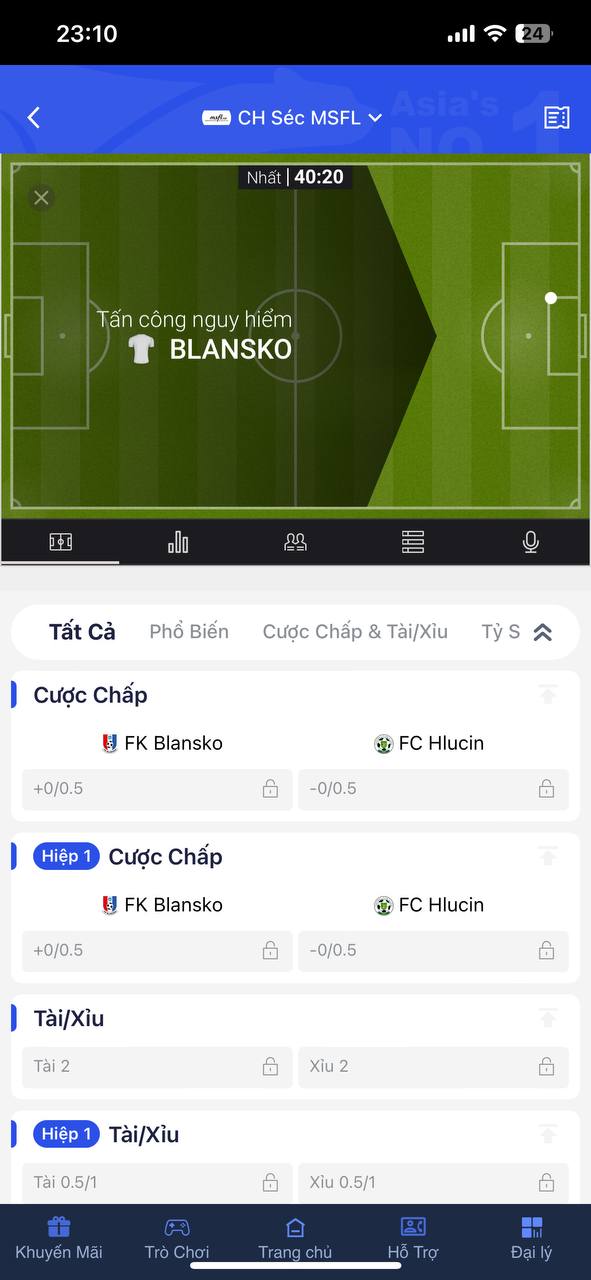 23:10
24
Asia's
NO.1
CH Séc MSFL
Nhất | 40:20
Tấn công nguy hiểm
BLANSKO
Tất Cả Phổ Biến Cược Chấp & Tài/Xỉu Tỷ S
Cược Chấp
FK Blansko FC Hlucin
+0/0.5 -0/0.5
Hiệp 1 Cược Chấp
FK Blansko FC Hlucin
+0/0.5 -0/0.5
Tài/Xỉu
Tài 2 Xỉu 2
Hiệp 1 Tài/Xỉu
Tài 0.5/1 Xỉu 0.5/1
Khuyến Mãi Trò Chơi Trang chủ Hỗ Trợ Đại lý